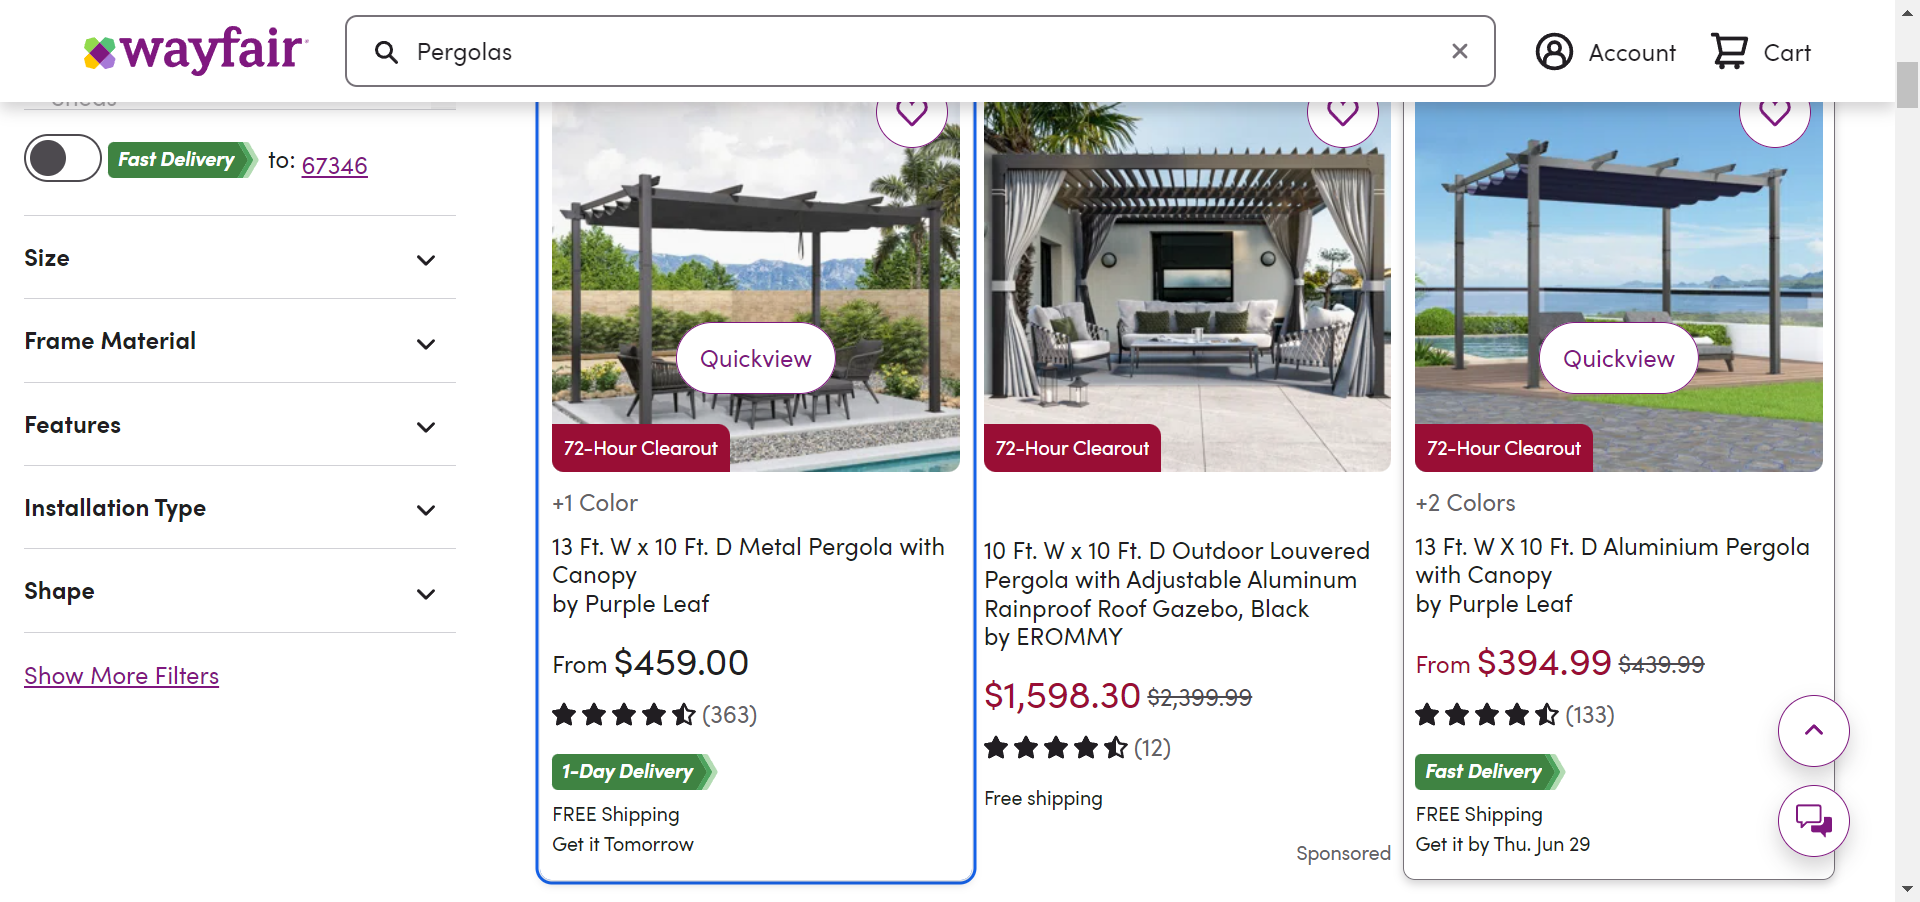 wayfair
Pergolas
Account
Cart
Sheds
Fast Delivery to: 67346
Size
Frame Material
Features
Installation Type
Shape
Show More Filters
Quickview
72-Hour Clearout
+1 Color
13 Ft. W x 10 Ft. D Metal Pergola with
Canopy
by Purple Leaf
From $459.00
(363)
1-Day Delivery
FREE Shipping
Get it Tomorrow
72-Hour Clearout
10 Ft. W x 10 Ft. D Outdoor Louvered
Pergola with Adjustable Aluminum
Rainproof Roof Gazebo, Black
by EROMMY
$1,598.30 $2,399.99
(12)
Free shipping
Sponsored
Quickview
72-Hour Clearout
+2 Colors
13 Ft. W X 10 Ft. D Aluminium Pergola
with Canopy
by Purple Leaf
From $394.99 $439.99
(133)
Fast Delivery
FREE Shipping
Get it by Thu. Jun 29